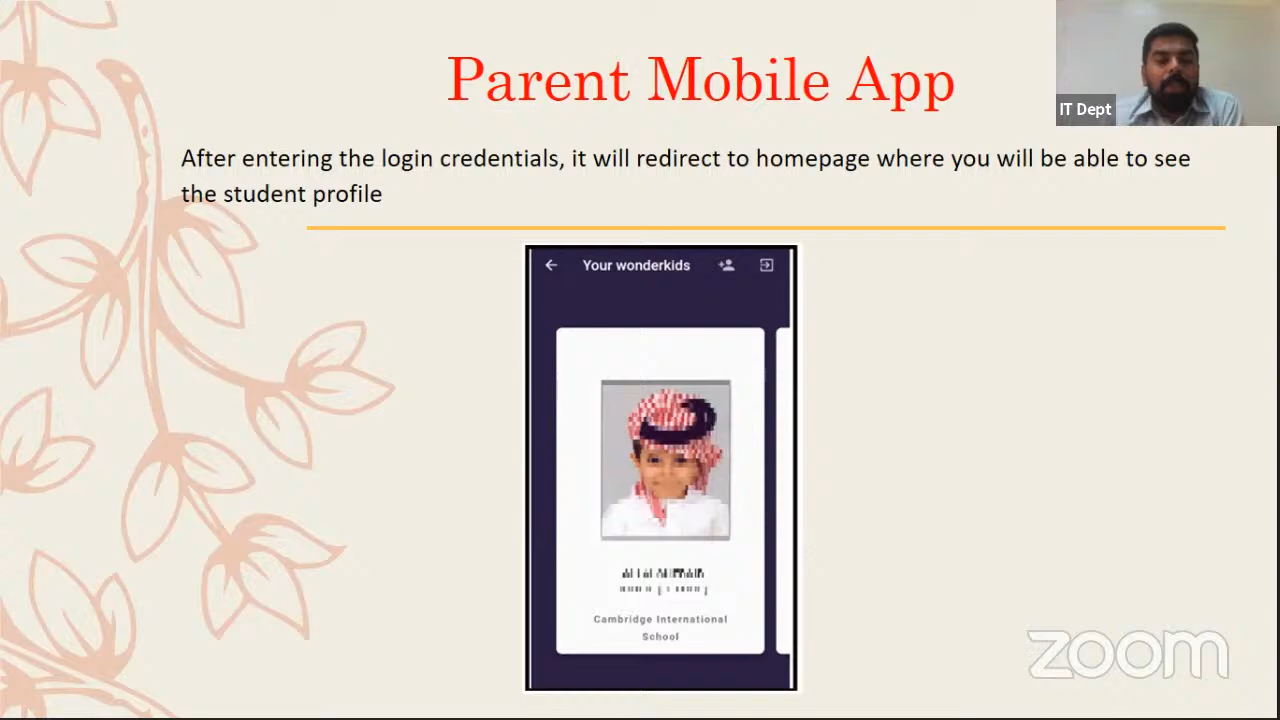 Parent Mobile App
IT Dept
After entering the login credentials, it will redirect to homepage where you will be able to see
the student profile
Your wonderkids
Cambridge International
School
zoom